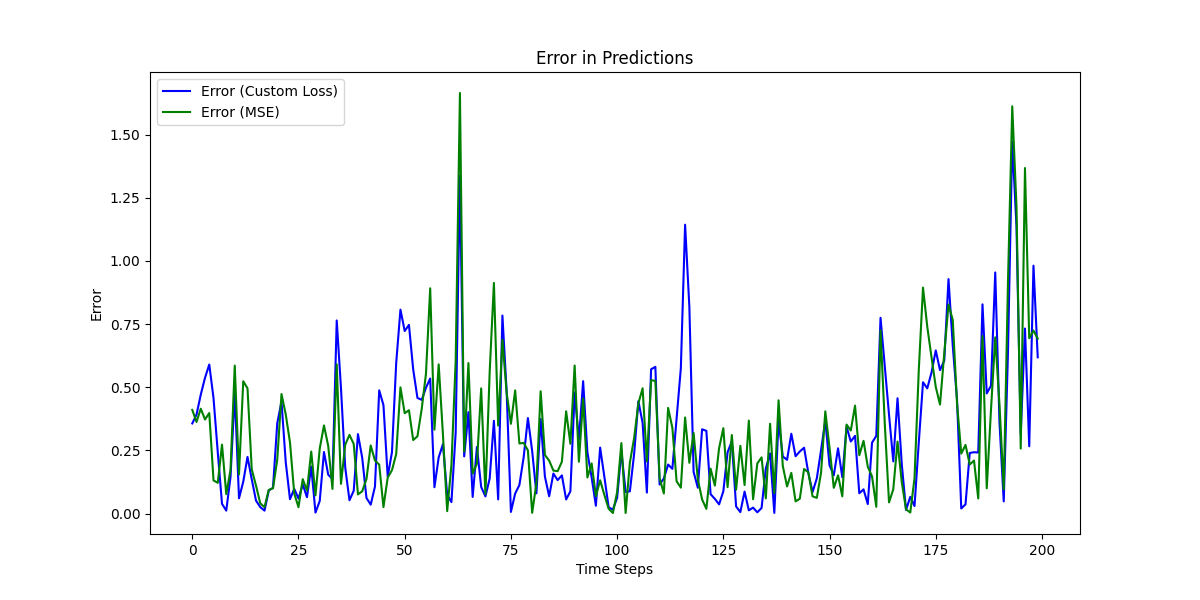 Error in Predictions
Error (Custom Loss)
Error (MSE)
1.50
1.25
1.00
0.75
0.50
0.25
0.00
Error
0 25 50 75 100 125 150 175 200
Time Steps